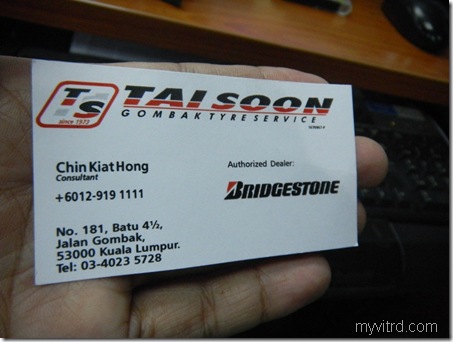 TS
since 1973
TAI SOON
GOMBAK TYRE SERVICE
Chin Kiat Hong
Consultant
+6012-919 1111
Authorized Dealer:
BRIDGESTONE
No. 181, Batu 4½,
Jalan Gombak,
53000 Kuala Lumpur.
Tel: 03-4023 5728
myvitrd.com